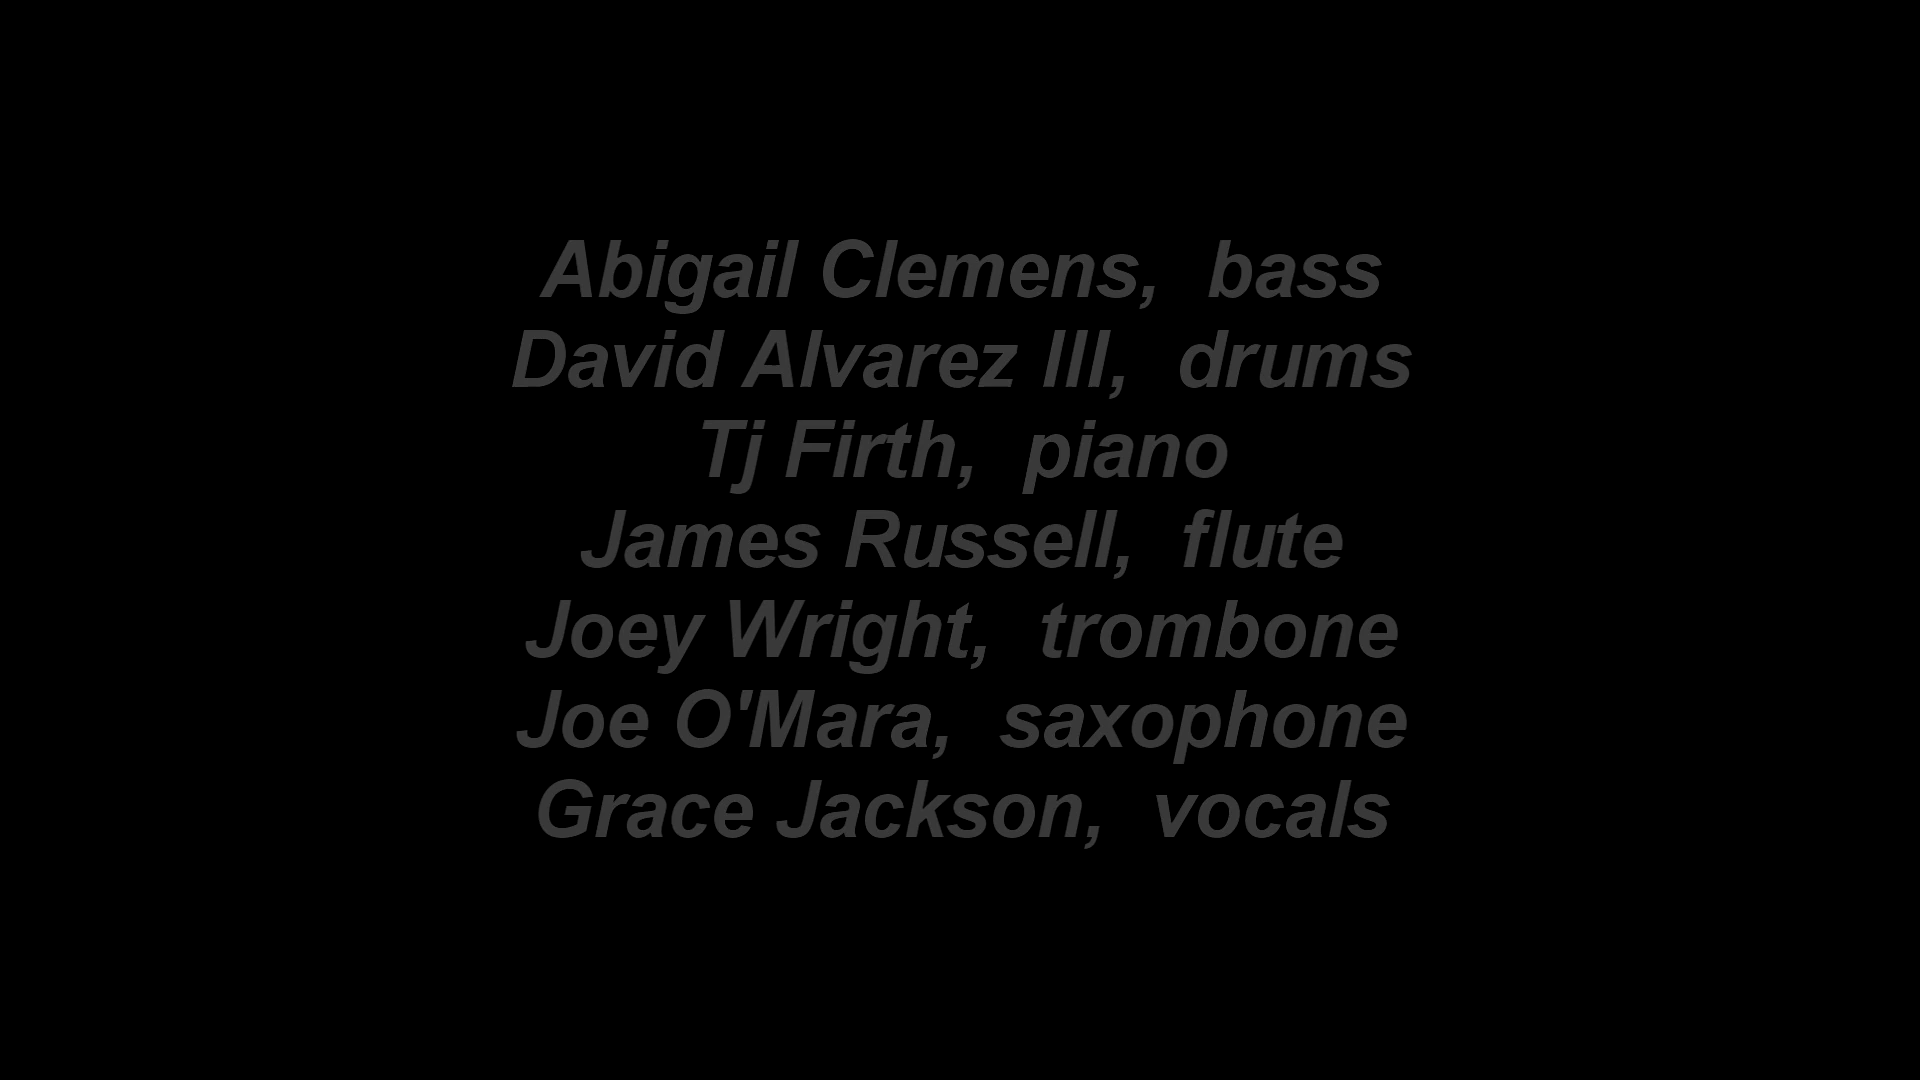 Abigail Clemens,  bass
David Alvarez III,  drums
Tj Firth,  piano
James Russell,  flute
Joey Wright,  trombone
Joe O'Mara,  saxophone
Grace Jackson,  vocals